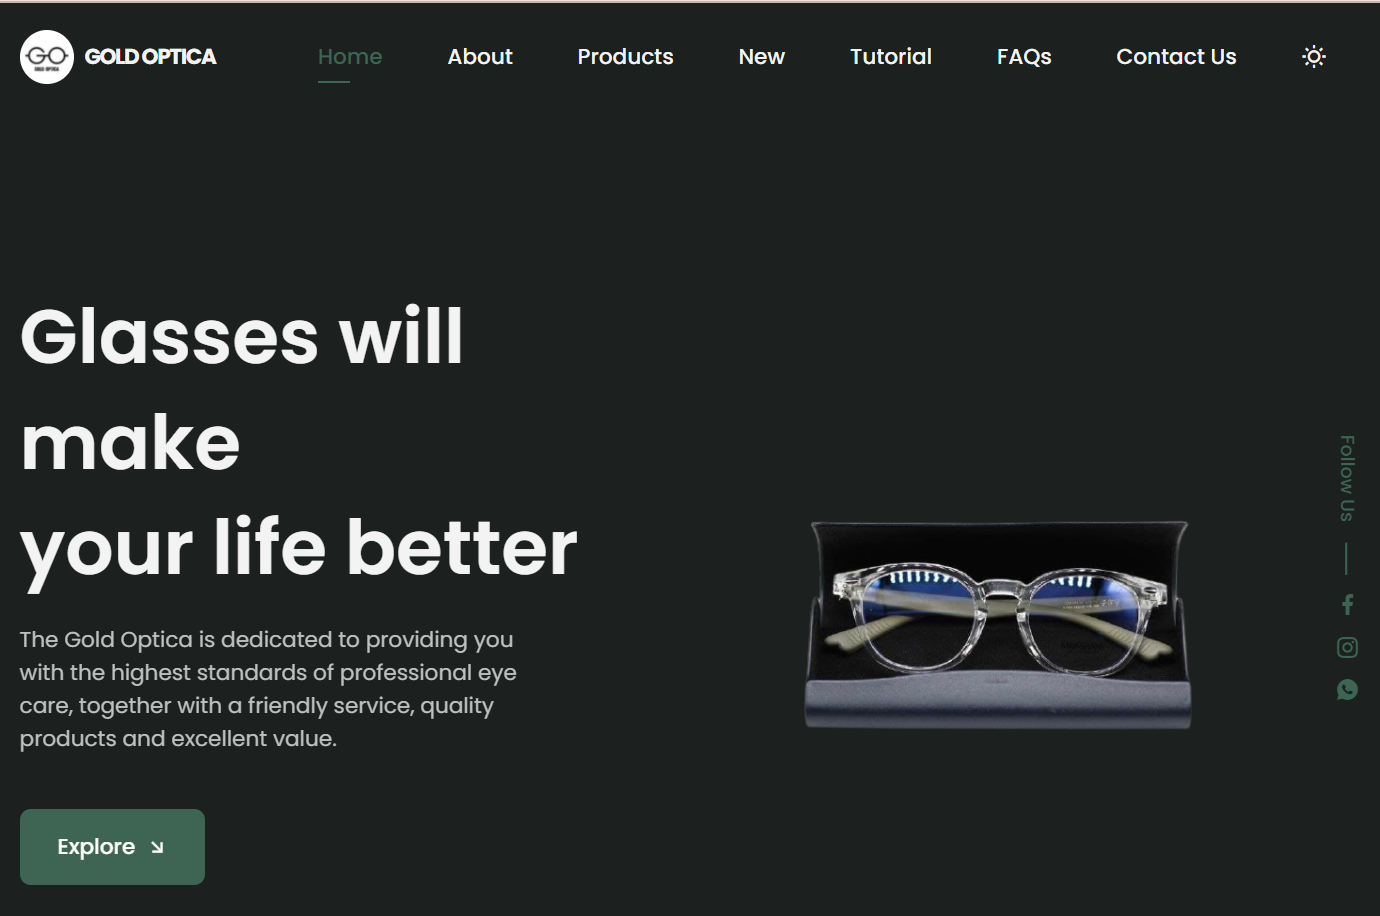 GO
GOLD OPTICA
GOLD OPTICA
Home
About
Products
New
Tutorial
FAQs
Contact Us
Glasses will
make
your life better
The Gold Optica is dedicated to providing you
with the highest standards of professional eye
care, together with a friendly service, quality
products and excellent value.
Explore
Follow Us